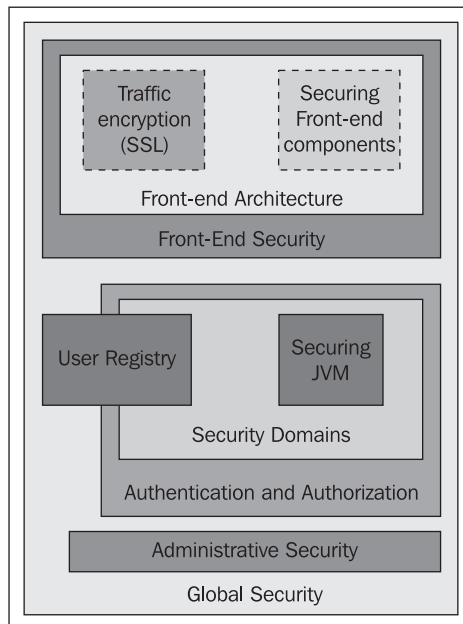 Traffic
encryption
(SSL)
Securing
Front-end
components
Front-end Architecture
Front-End Security
User Registry
Securing
JVM
Security Domains
Authentication and Authorization
Administrative Security
Global Security